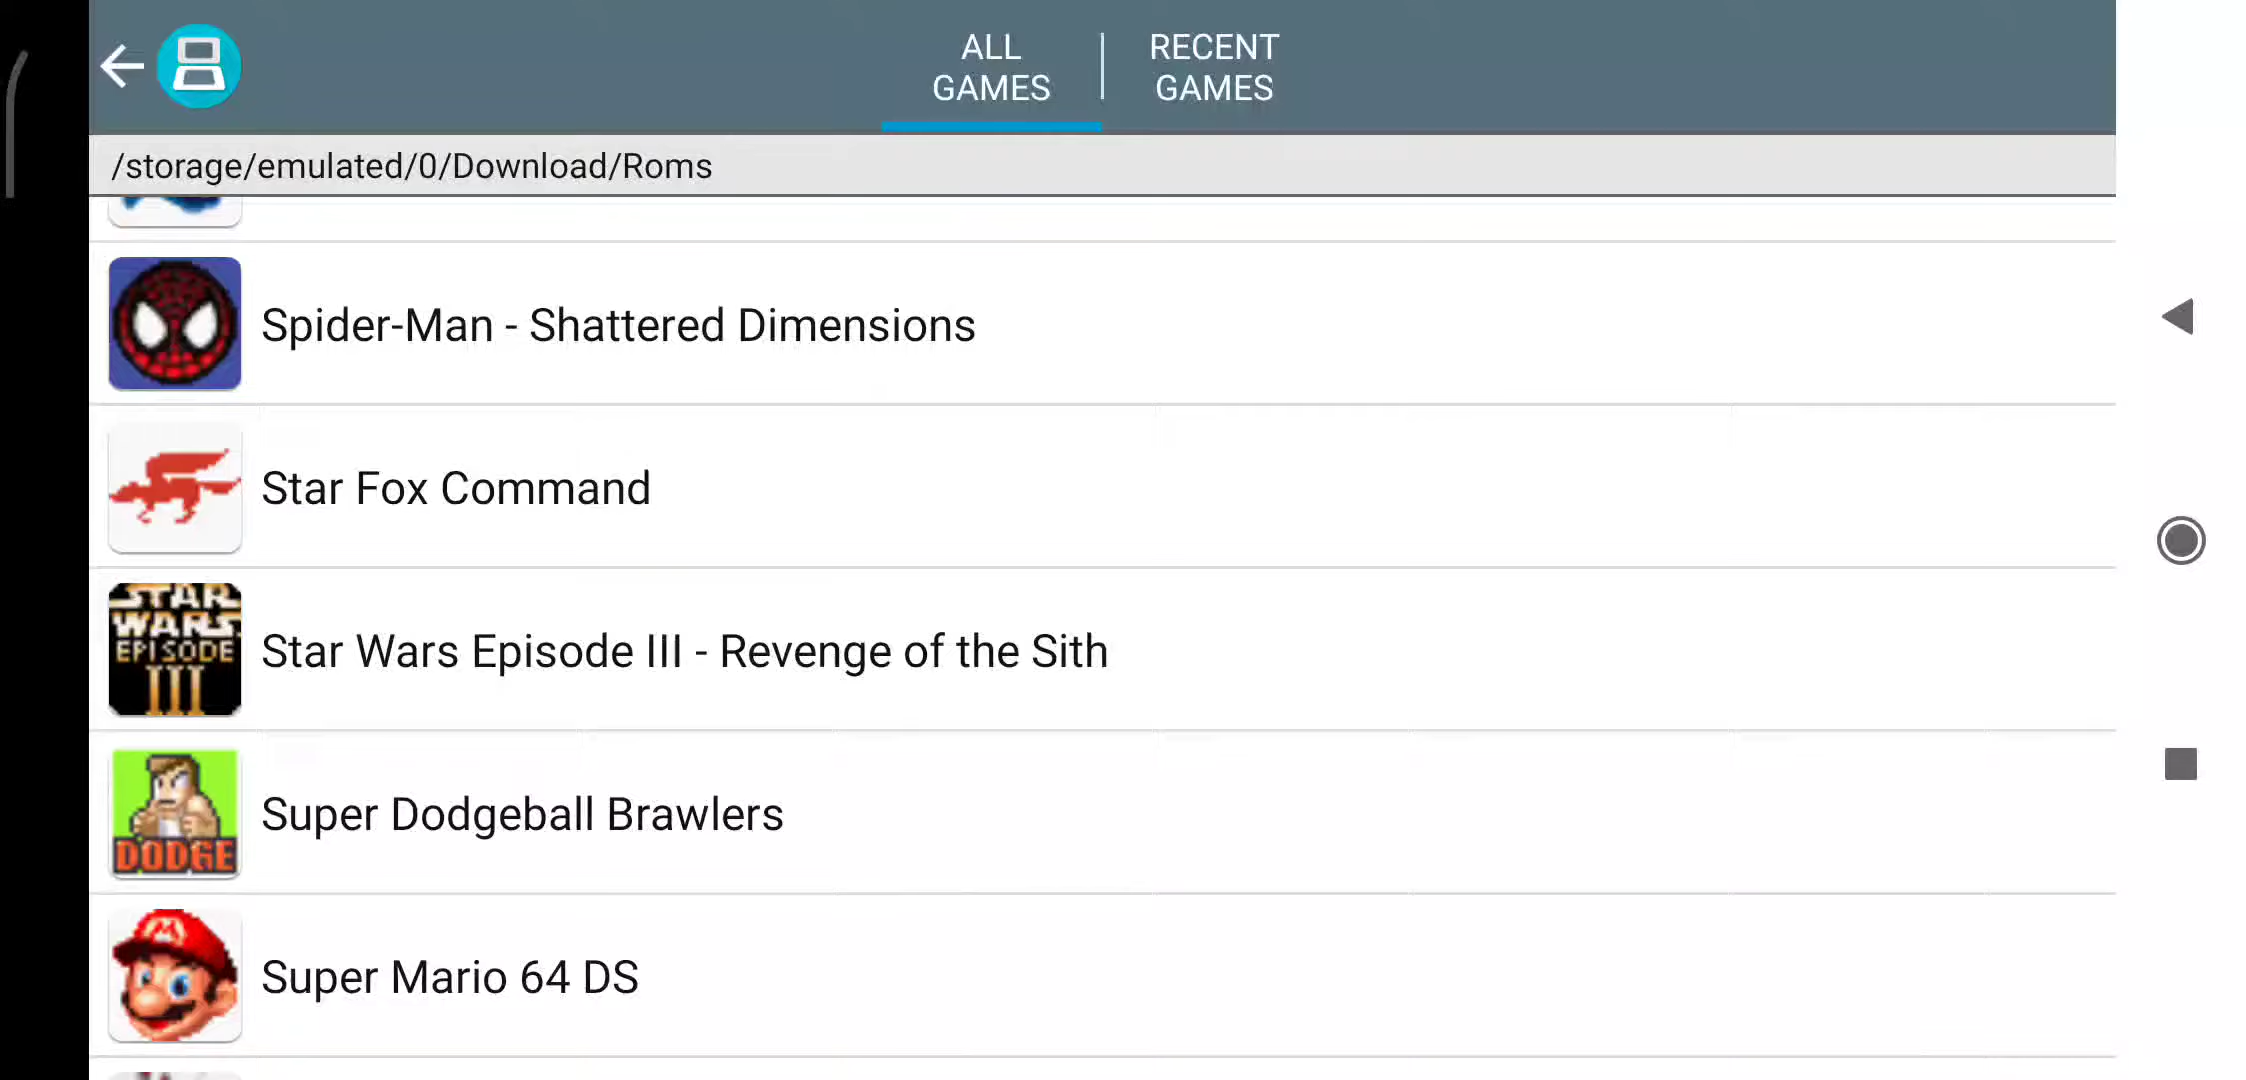 ALL
GAMES
RECENT
GAMES
/storage/emulated/0/Download/Roms
Spider-Man - Shattered Dimensions
Star Fox Command
STAR
WARS
EPISODE
III
Star Wars Episode III - Revenge of the Sith
DODGE
Super Dodgeball Brawlers
M
Super Mario 64 DS